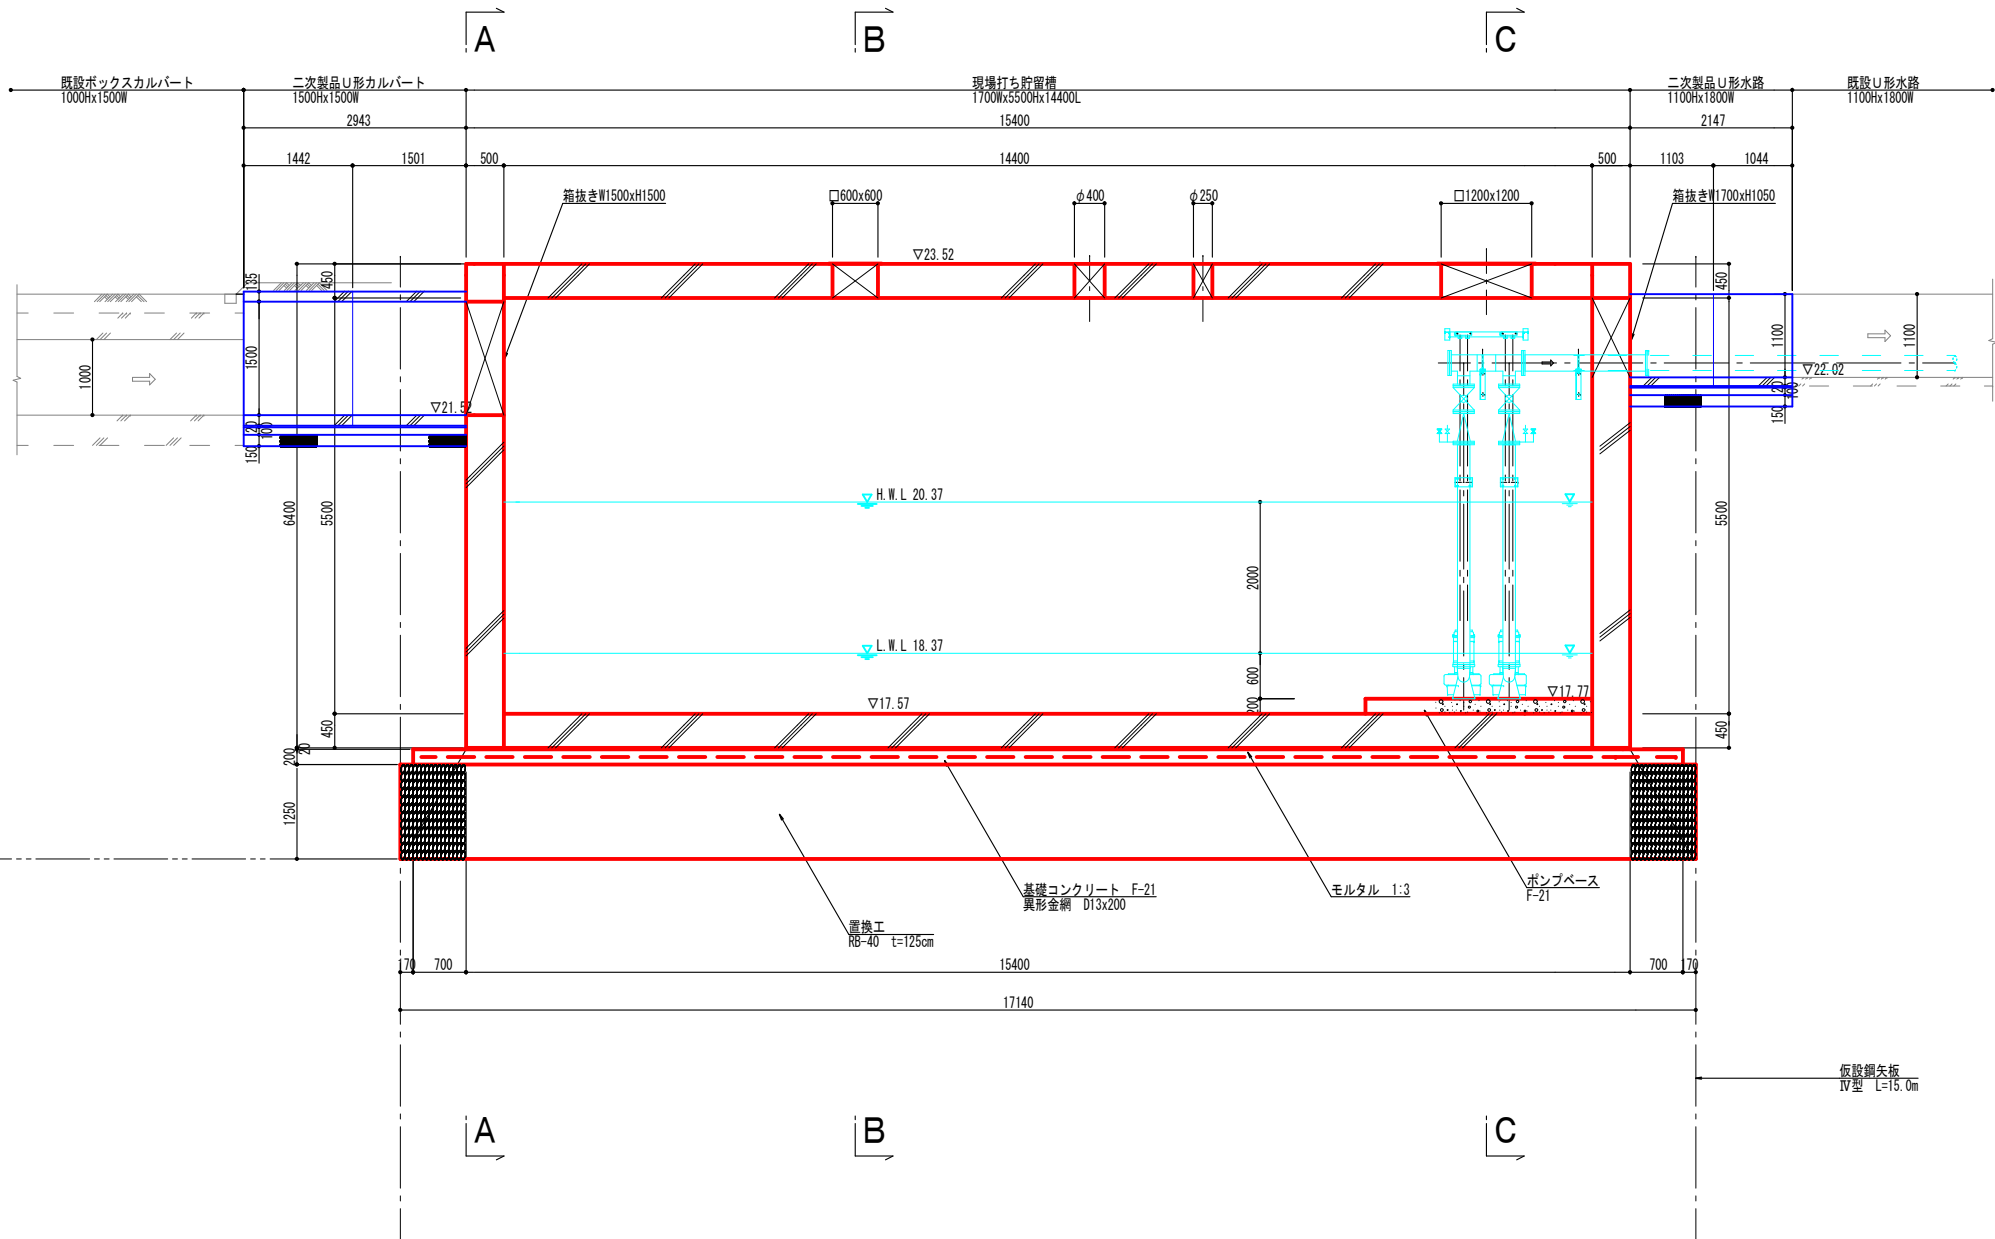 A
B
C
既設ボックスカルバート
1000Hx1500W
二次製品U形カルバート
1500Hx1500W
現場打ち貯留槽
1700Wx5500Hx14400L
二次製品U形水路
1100Hx1800W
既設U形水路
1100Hx1800W
2943
15400
2147
1442
1501
500
14400
500
1103
1044
箱抜きW1500xH1500
□600x600
φ400
φ250
□1200x1200
箱抜きW1700xH1050
▽23.52
135
450
450
1500
1000
1100
1100
▽22.02
▽21.52
20
100
150
20
100
150
H.W.L 20.37
6400
5500
5500
2000
L.W.L 18.37
600
▽17.77
▽17.57
200
450
450
20
200
1250
基礎コンクリート F-21
異形金網 D13x200
モルタル 1:3
ポンプベース
F-21
置換工
RB-40 t=125cm
170
700
15400
700
170
17140
仮設鋼矢板
Ⅳ型 L=15.0m
A
B
C